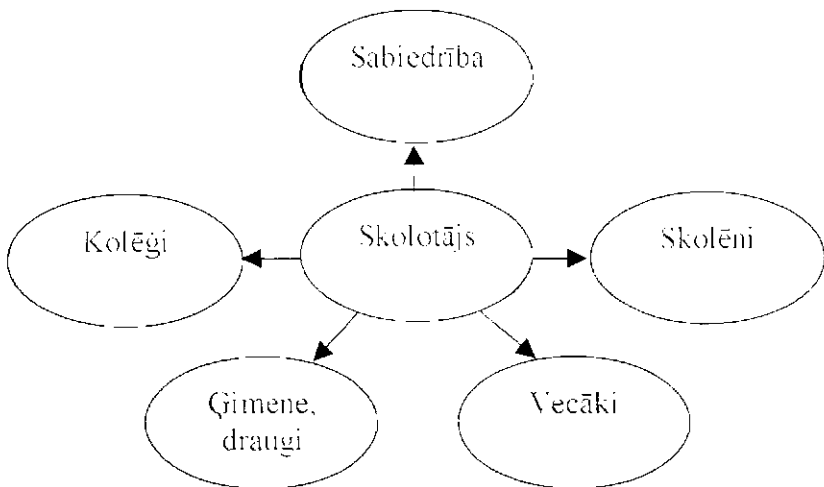 Sabiedrība
Kolēģi
Skolotājs
Skolēni
Ģimene,
draugi
Vecāki